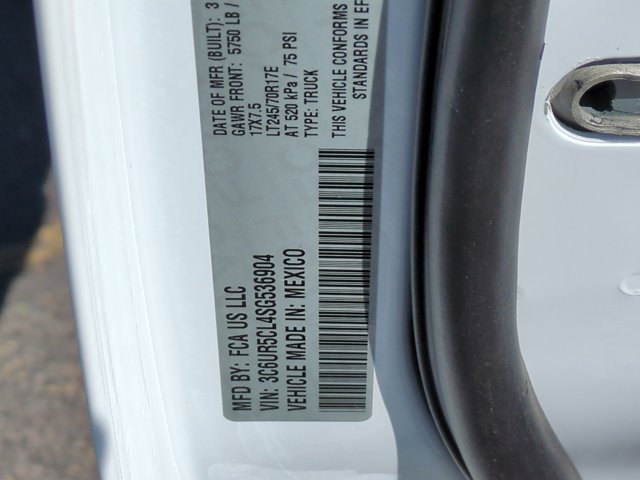 MFD BY: FCA US LLC
VIN: 3C6UR5CL4SG536904
VEHICLE MADE IN: MEXICO
DATE OF MFR (BUILT): 3
GAWR FRONT: 5750 LB /
17X7.5
LT245/70R17E
AT 520 kPa / 75 PSI
TYPE: TRUCK
THIS VEHICLE CONFORMS
STANDARDS IN EF